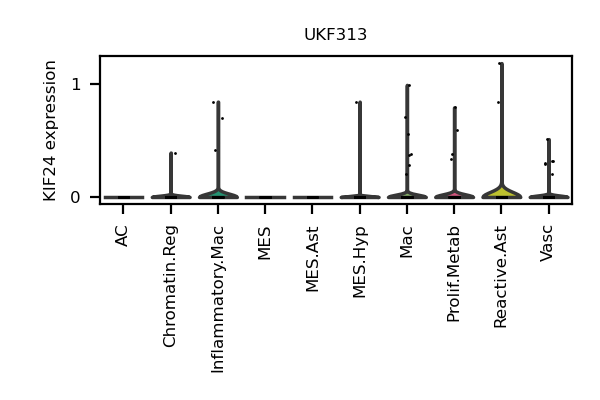 UKF313
KIF24 expression
1
0
AC
Chromatin.Reg
Inflammatory.Mac
MES
MES.Ast
MES.Hyp
Mac
Prolif.Metab
Reactive.Ast
Vasc